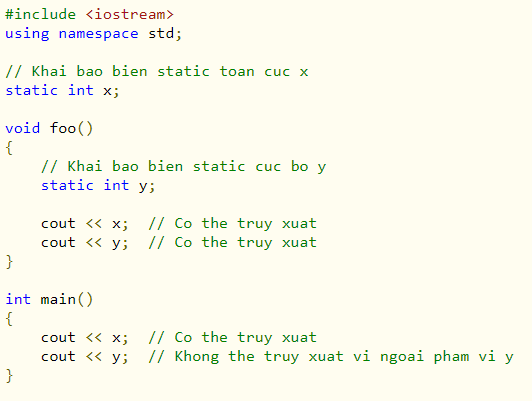 #include <iostream>
using namespace std;
// Khai bao bien static toan cuc x
static int x;
void foo()
{
    // Khai bao bien static cuc bo y
    static int y;
    cout << x;  // Co the truy xuat
    cout << y;  // Co the truy xuat
}
int main()
{
    cout << x;  // Co the truy xuat
    cout << y;  // Khong the truy xuat vi ngoai pham vi y
}